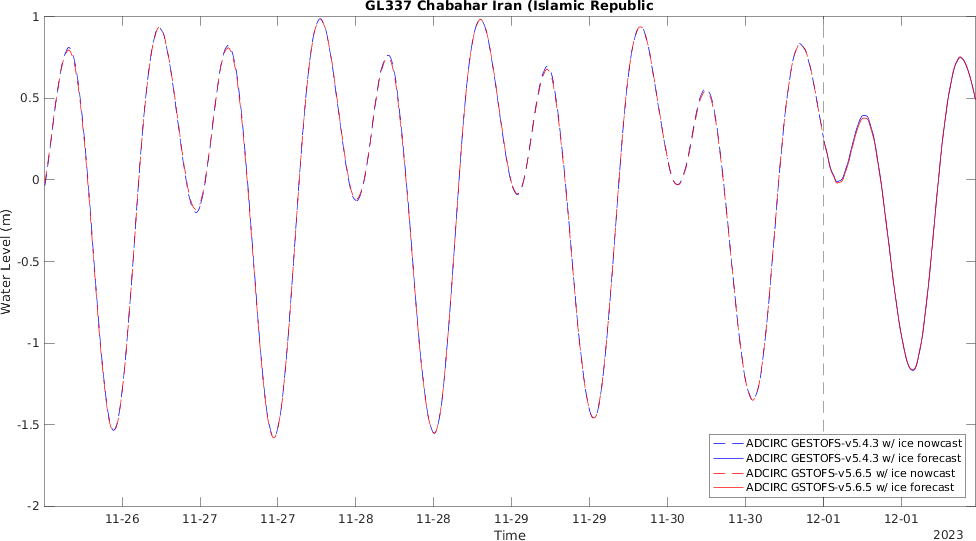 GL337 Chabahar Iran (Islamic Republic
1
0.5
0
-0.5
-1
-1.5
-2
Water Level (m)
11-26
11-27
11-27
11-28
11-28
11-29
11-29
11-30
11-30
12-01
12-01
Time
2023
ADCIRC GESTOFS-v5.4.3 w/ ice nowcast
ADCIRC GESTOFS-v5.4.3 w/ ice forecast
ADCIRC GSTOFS-v5.6.5 w/ ice nowcast
ADCIRC GSTOFS-v5.6.5 w/ ice forecast